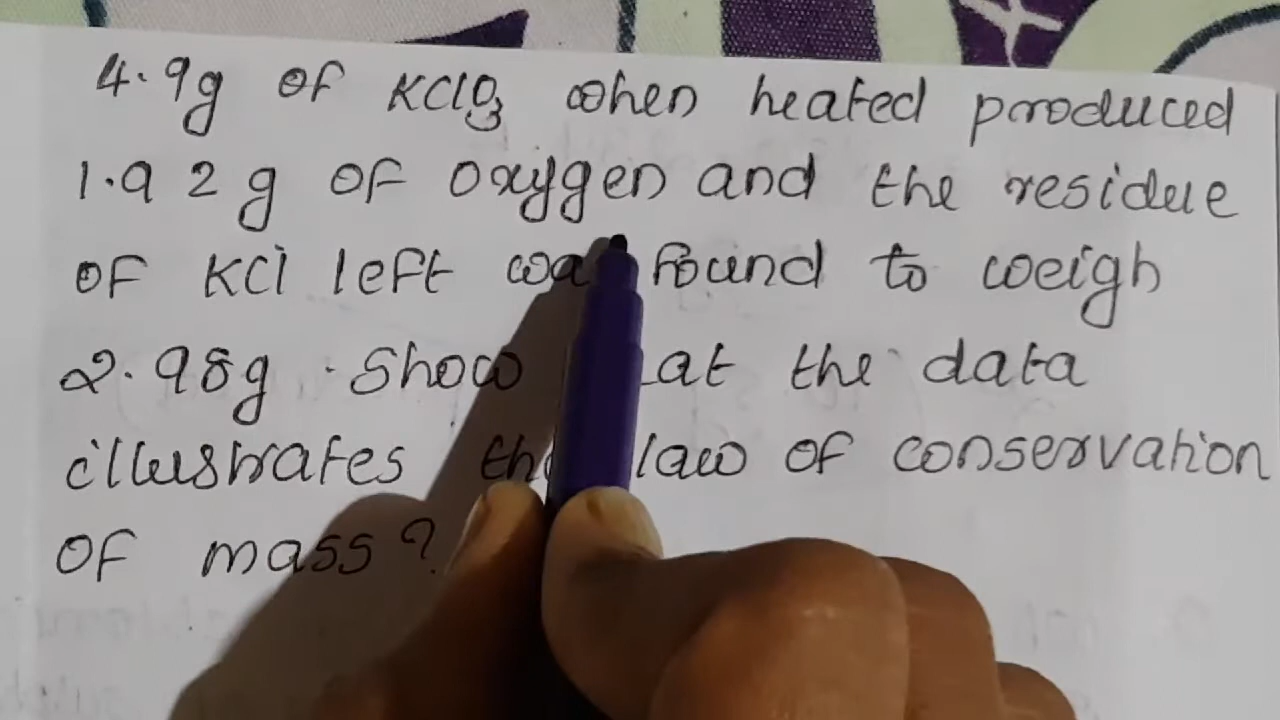 4.9g of KClO₃ when heated produced
1.92g of oxygen and the residue
of KCl left found to weigh
2.98g. Show the data
illustrates law of conservation
of mass?